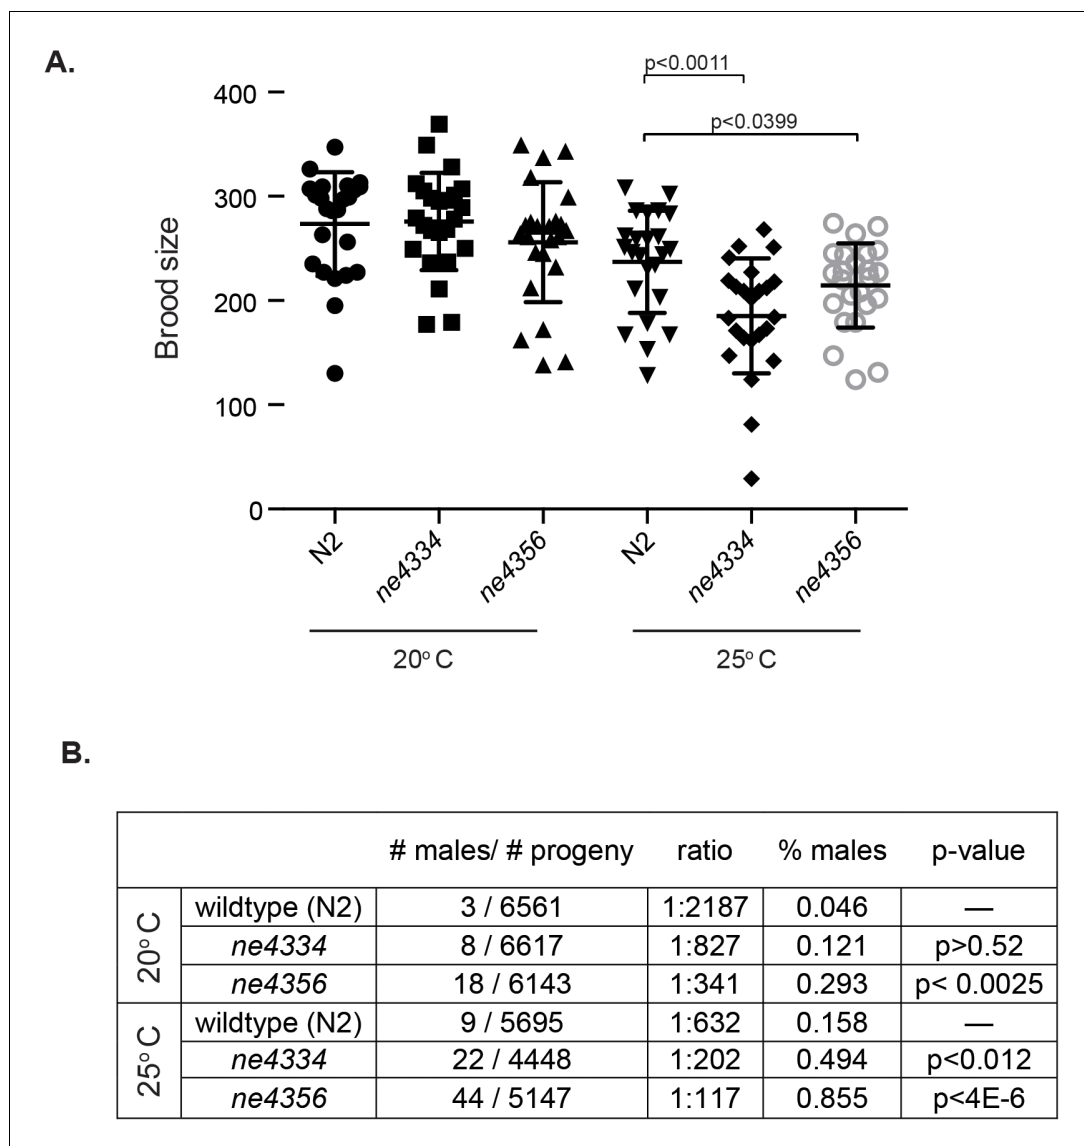 A.
p<0.0011
p<0.0399
400
300
200
100
0
Brood size
N2
ne4334
ne4356
N2
ne4334
ne4356
20° C
25° C
B.
# males/ # progeny ratio % males p-value
20° C
wildtype (N2) 3 / 6561 1:2187 0.046 —
ne4334 8 / 6617 1:827 0.121 p>0.52
ne4356 18 / 6143 1:341 0.293 p< 0.0025
25° C
wildtype (N2) 9 / 5695 1:632 0.158 —
ne4334 22 / 4448 1:202 0.494 p<0.012
ne4356 44 / 5147 1:117 0.855 p<4E-6